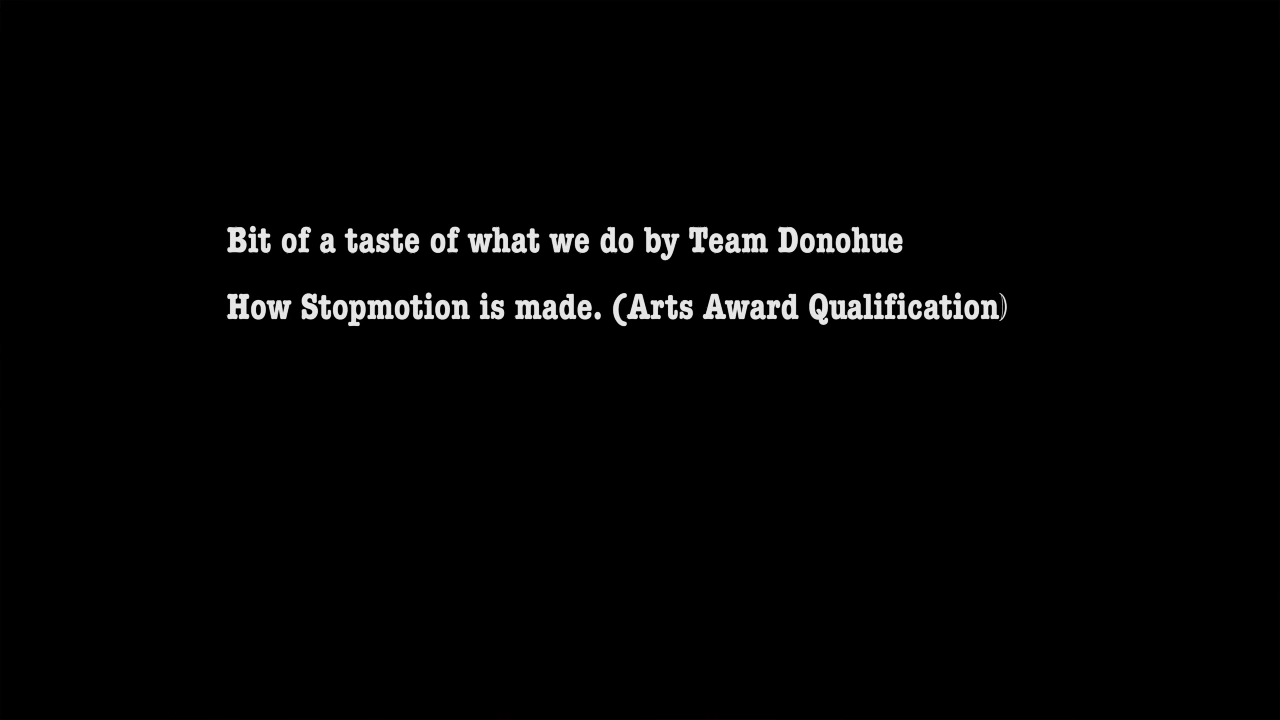 Bit of a taste of what we do by Team Donohue
How Stopmotion is made. (Arts Award Qualification)